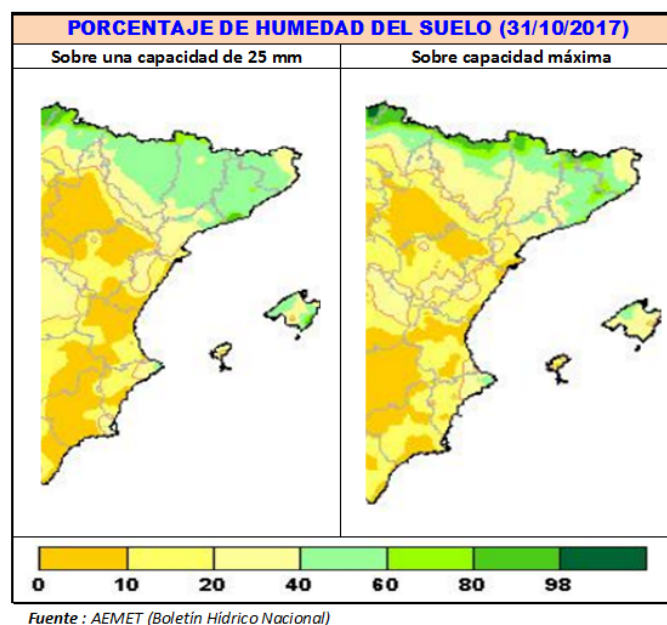 PORCENTAJE DE HUMEDAD DEL SUELO (31/10/2017)
Sobre una capacidad de 25 mm
Sobre capacidad máxima
0 10 20 40 60 80 98
Fuente : AEMET (Boletín Hídrico Nacional)